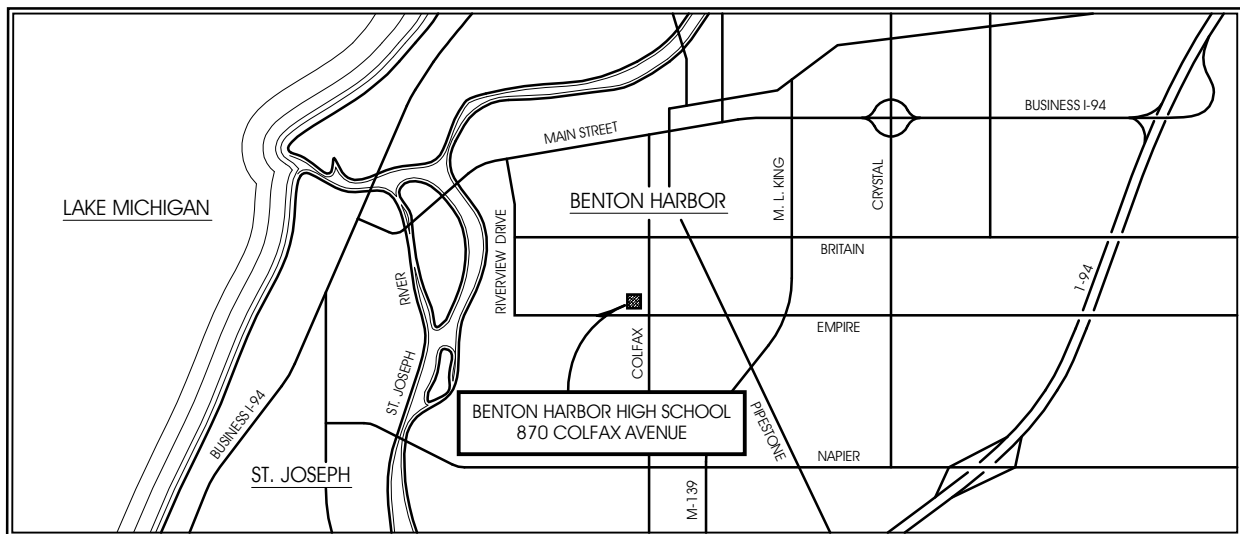 BUSINESS I-94
MAIN STREET
LAKE MICHIGAN
BENTON HARBOR
M. L. KING
CRYSTAL
RIVERVIEW DRIVE
BRITAIN
RIVER
1-94
EMPIRE
COLFAX
ST. JOSEPH
BUSINESS I-94
BENTON HARBOR HIGH SCHOOL
870 COLFAX AVENUE
PIPESTONE
NAPIER
ST. JOSEPH
M-139